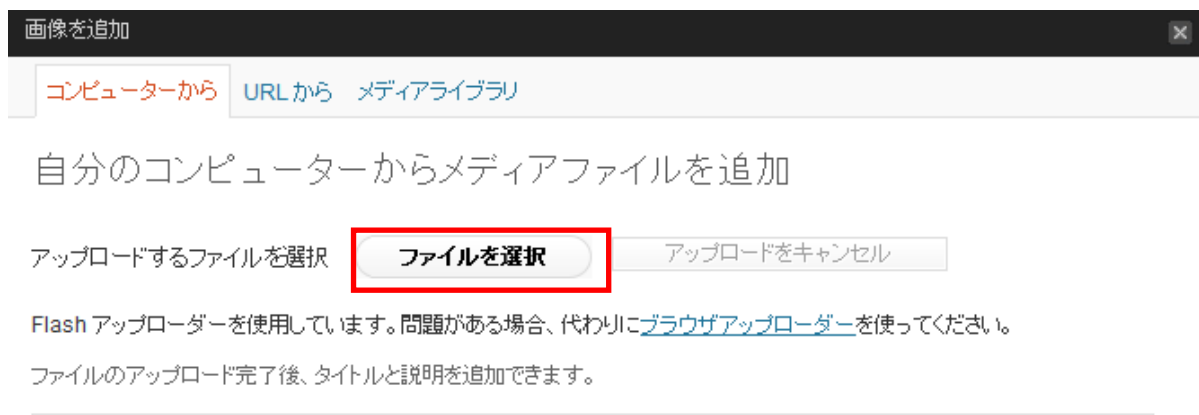 画像を追加
コンピューターから URLから メディアライブラリ
自分のコンピューターからメディアファイルを追加
アップロードするファイルを選択 ファイルを選択 アップロードをキャンセル
Flash アップローダーを使用しています。問題がある場合、代わりにブラウザアップローダーを使ってください。
ファイルのアップロード完了後、タイトルと説明を追加できます。